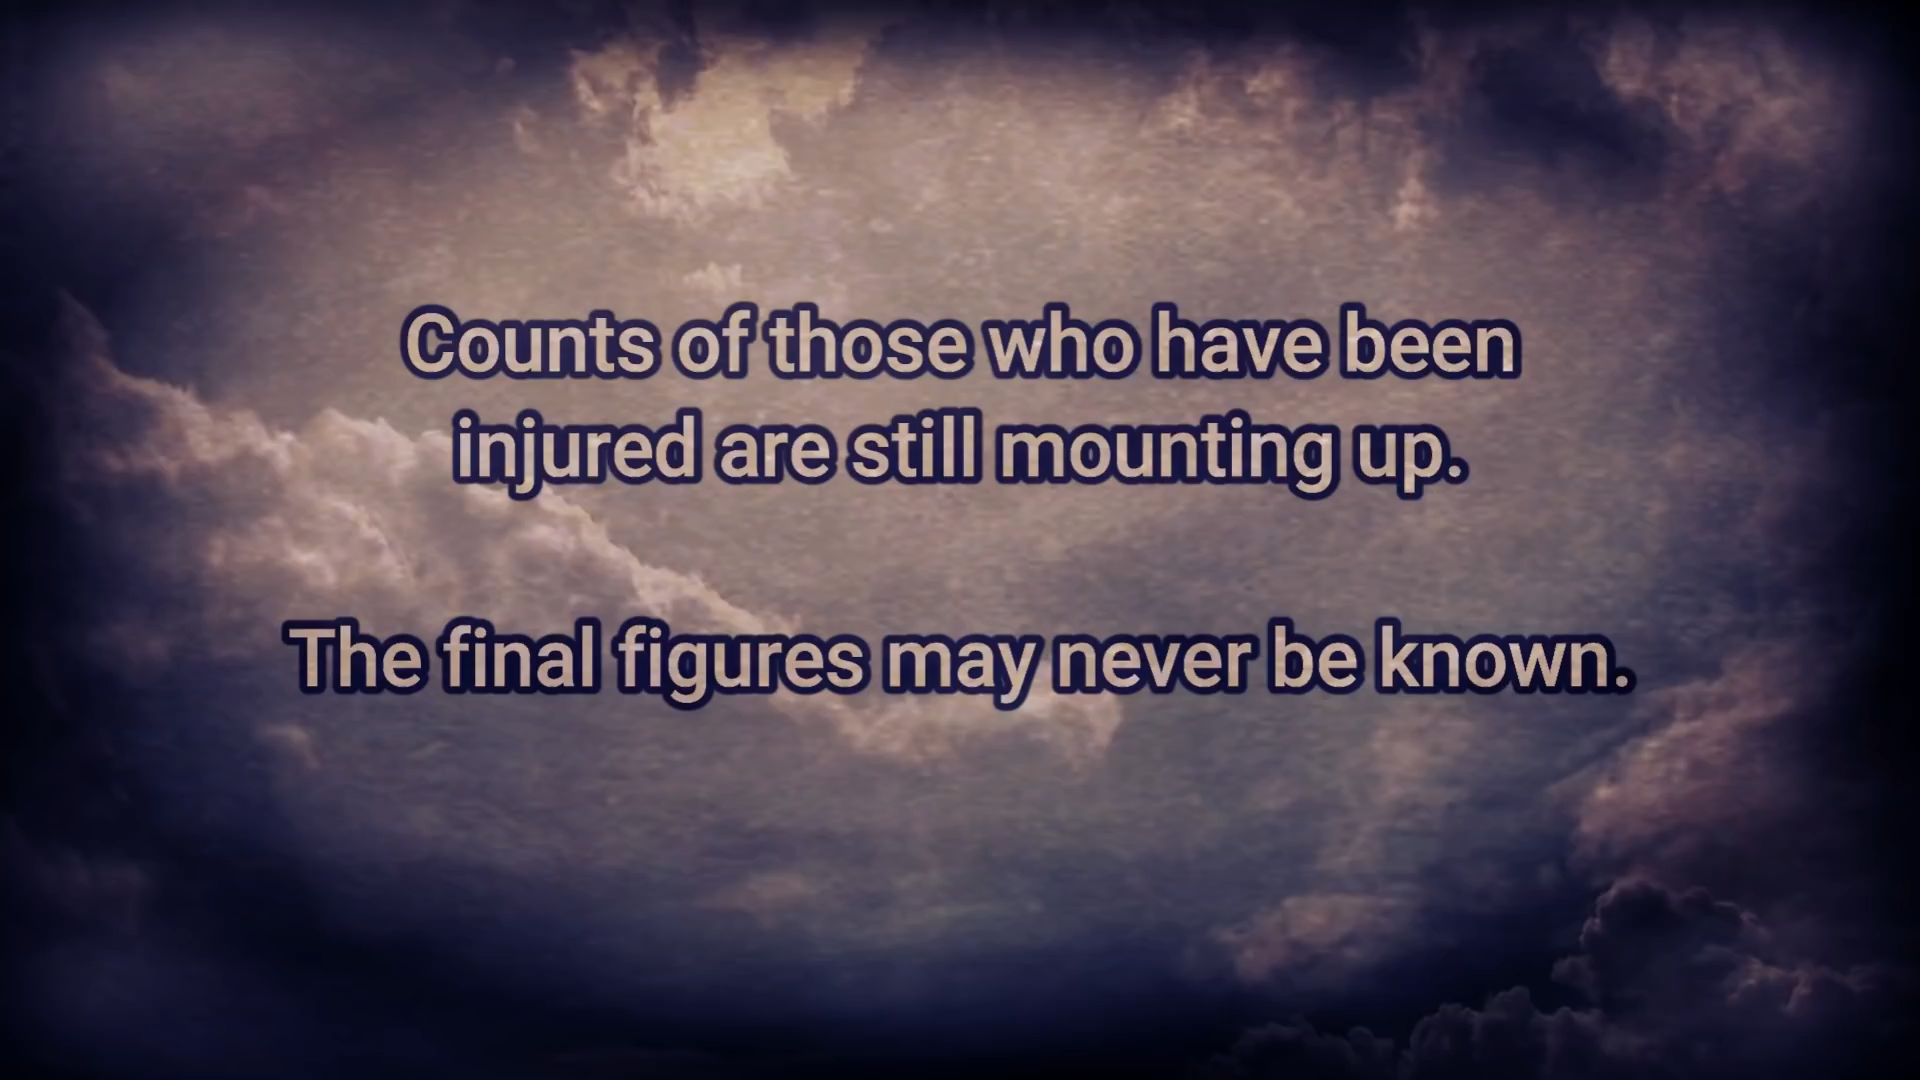 Counts of those who have been
injured are still mounting up.
The final figures may never be known.